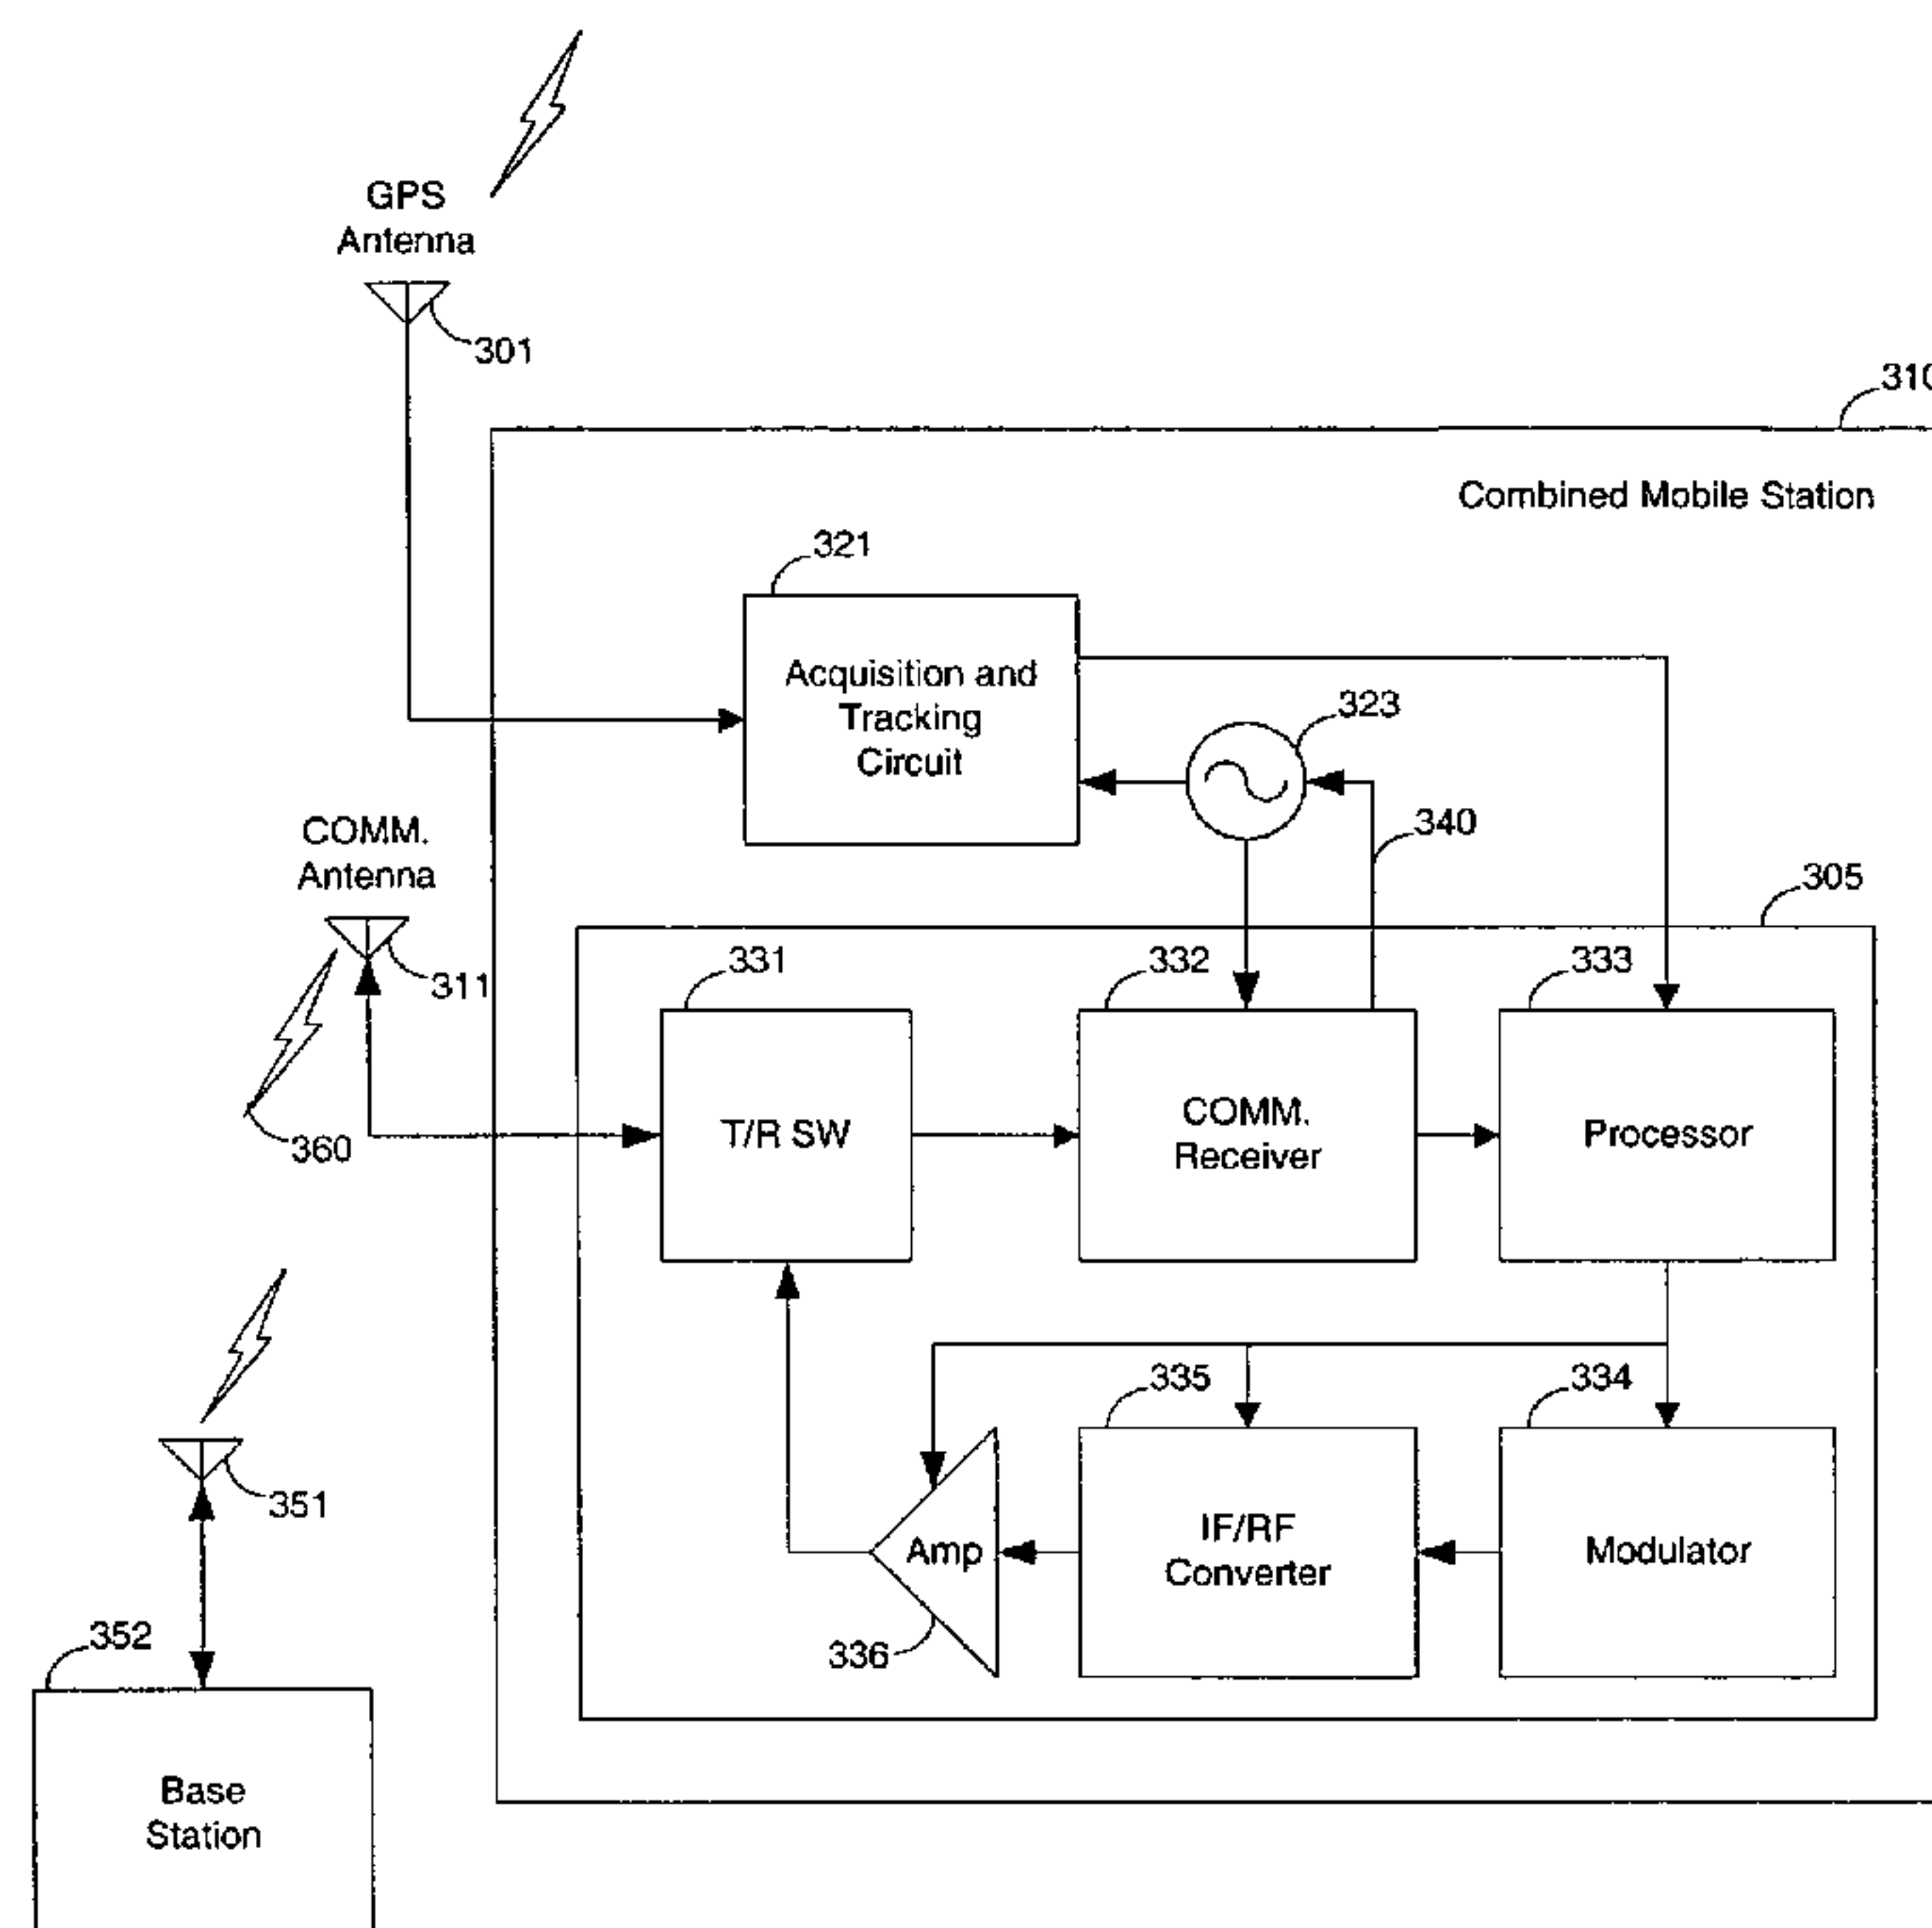 GPS
Antenna
301
310
Combined Mobile Station
321
Acquisition and
Tracking
Circuit
323
340
COMM.
Antenna
311
305
331
332
333
360
T/R SW
COMM.
Receiver
Processor
335
334
351
Amp
IF/RF
Converter
Modulator
336
352
Base
Station